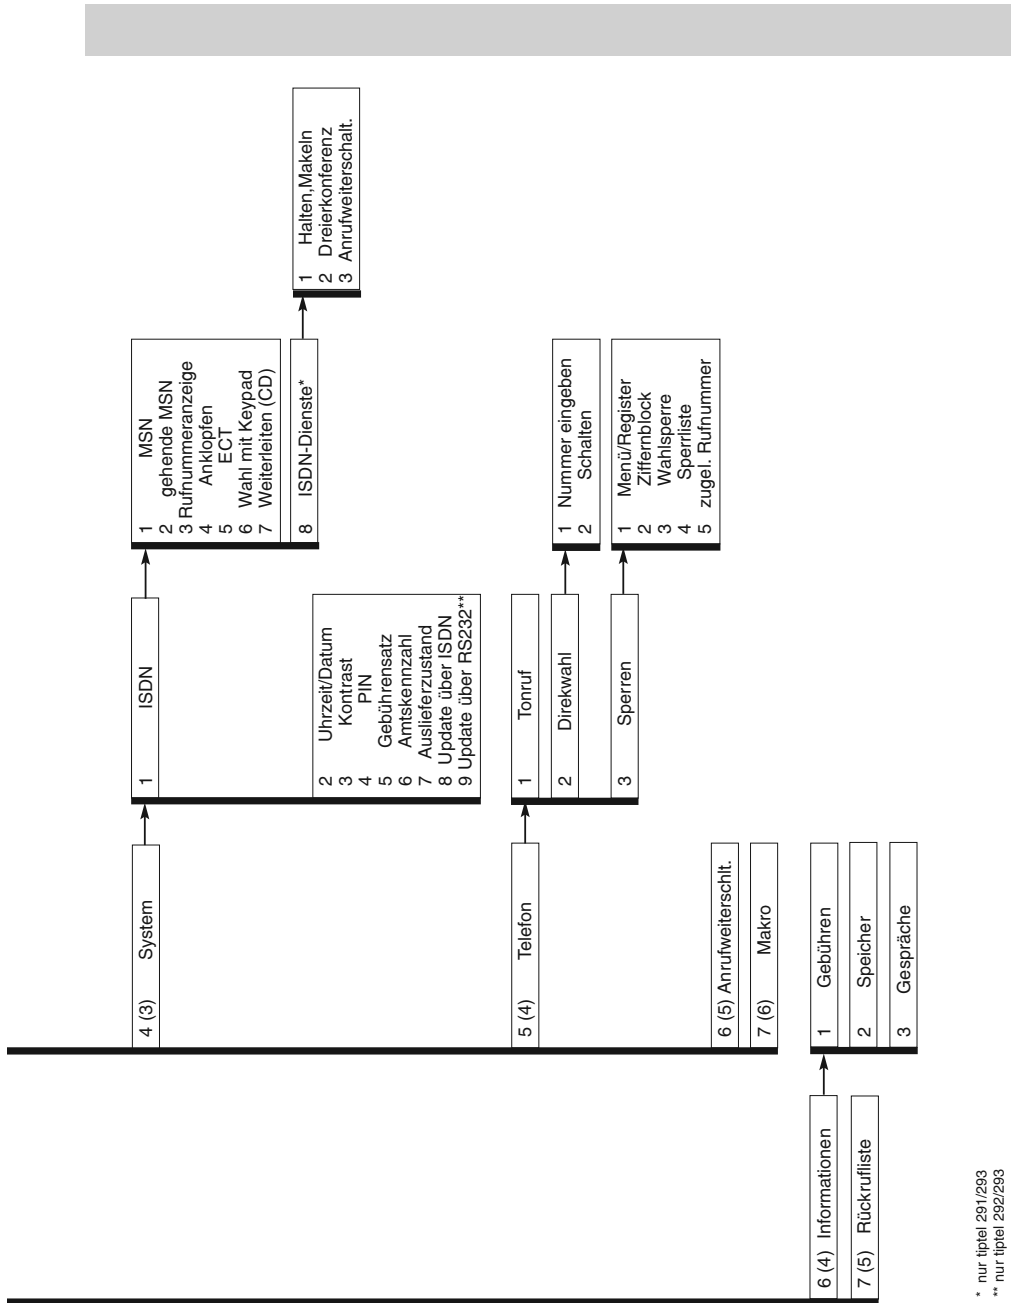 4 (3) System
1 ISDN
1 MSN
2 gehende MSN
3 Rufnummeranzeige
4 Anklopfen
5 ECT
6 Wahl mit Keypad
7 Weiterleiten (CD)
8 ISDN-Dienste*
1 Halten,Makeln
2 Dreierkonferenz
3 Anrufweiterschalt.
2 Uhrzeit/Datum
3 Kontrast
4 PIN
5 Gebührensatz
6 Amtskennzahl
7 Auslieferzustand
8 Update über ISDN
9 Update über RS232**
5 (4) Telefon
1 Tonruf
2 Direkwahl
1 Nummer eingeben
2 Schalten
3 Sperren
1 Menü/Register
2 Ziffernblock
3 Wahlsperre
4 Sperrliste
5 zugel. Rufnummer
6 (5) Anrufweiterschlt.
7 (6) Makro
6 (4) Informationen
1 Gebühren
2 Speicher
3 Gespräche
7 (5) Rückrufliste
* nur tiptel 291/293
** nur tiptel 292/293